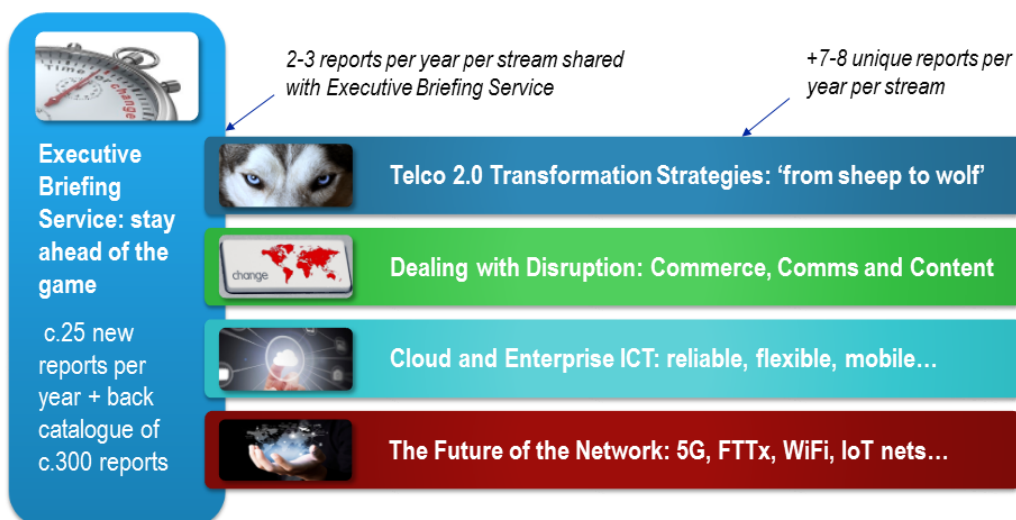 2-3 reports per year per stream shared
with Executive Briefing Service
+7-8 unique reports per
year per stream
Time for change
Executive
Briefing
Service: stay
ahead of the
game
c.25 new
reports per
year + back
catalogue of
c.300 reports
Telco 2.0 Transformation Strategies: ‘from sheep to wolf’
change
Dealing with Disruption: Commerce, Comms and Content
Cloud and Enterprise ICT: reliable, flexible, mobile…
The Future of the Network: 5G, FTTx, WiFi, IoT nets…